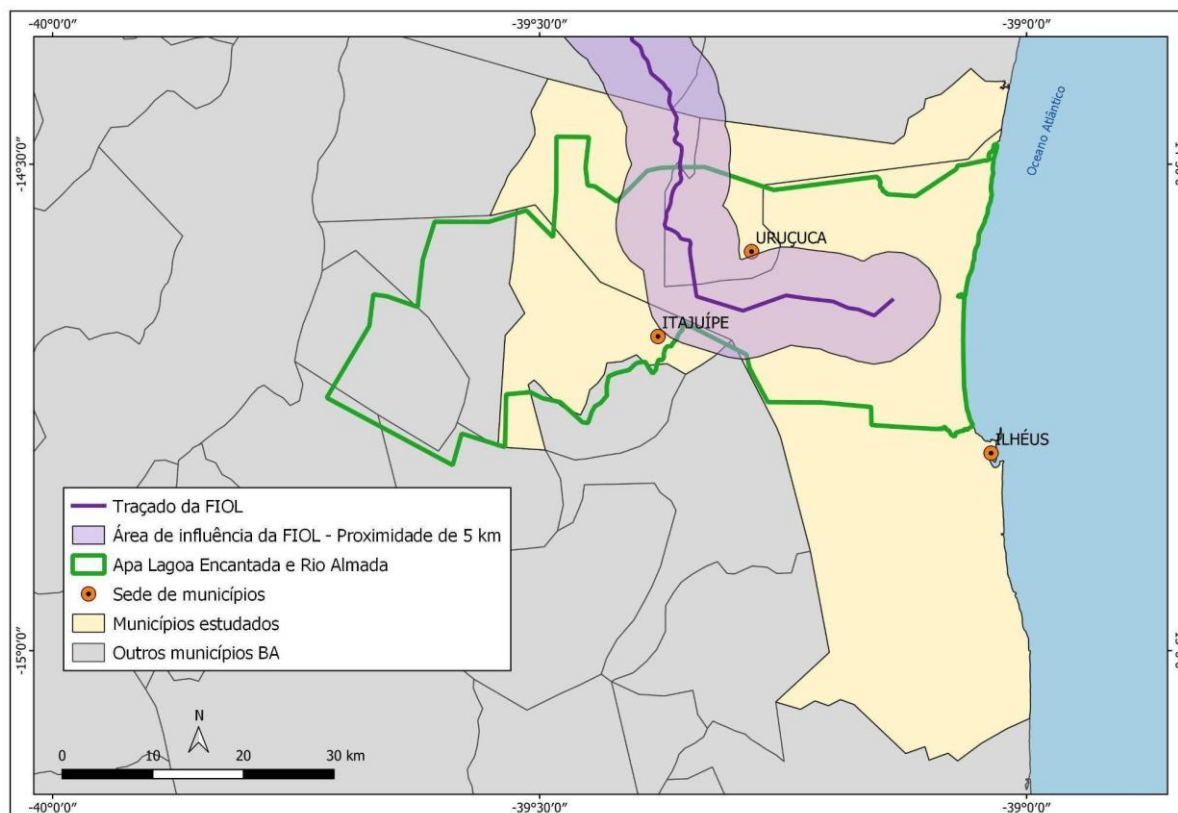 -40°0'0"
-39°30'0"
-39°0'0"
-14°30'0"
Oceano Atlântico
URUÇUCA
ITAJUÍPE
ILHÉUS
Traçado da FIOL
Área de influência da FIOL - Proximidade de 5 km
Apa Lagoa Encantada e Rio Almada
Sede de municípios
Municípios estudados
Outros municípios BA
-15°0'0"
N
0 10 20 30 km
-40°0'0"
-39°30'0"
-39°0'0"